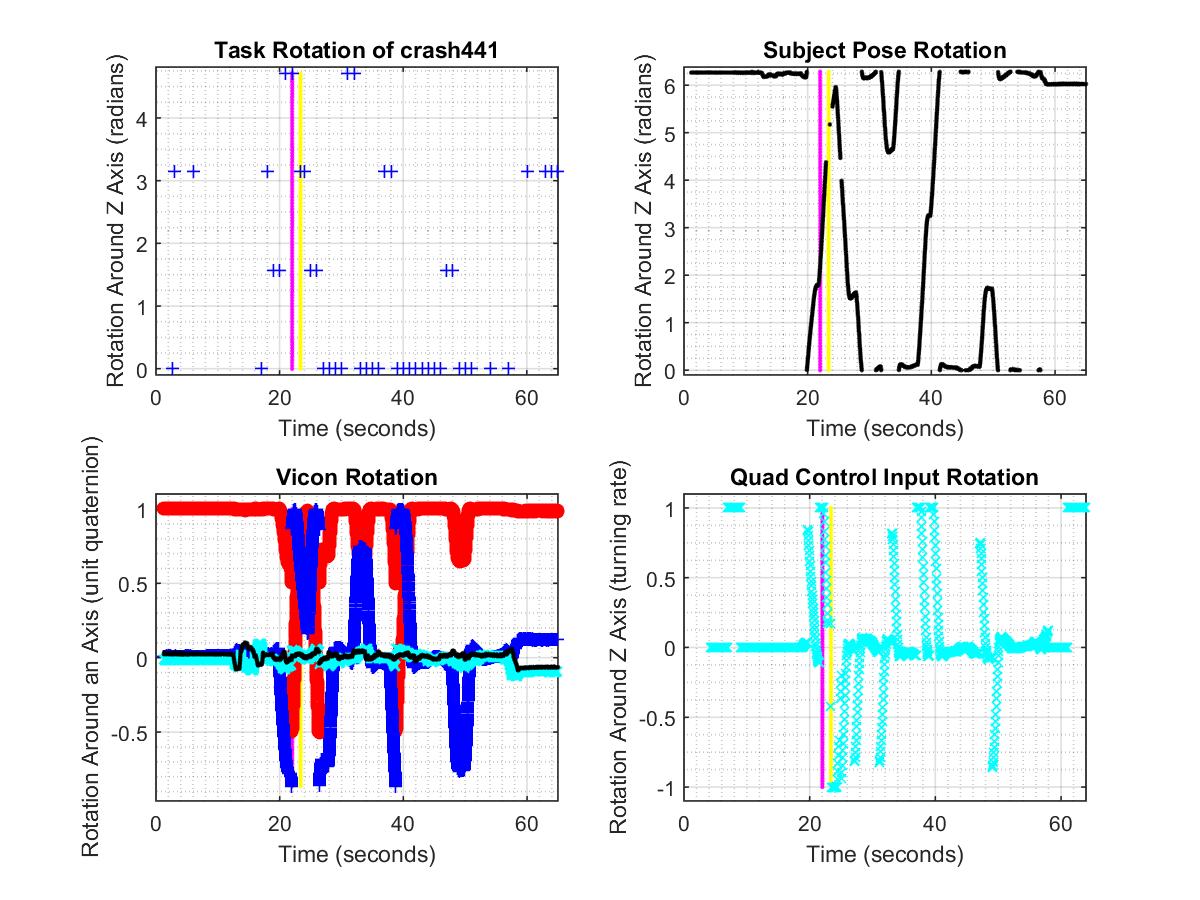 Task Rotation of crash441
Rotation Around Z Axis (radians)
4
3
2
1
0
0 20 40 60
Time (seconds)
Subject Pose Rotation
Rotation Around Z Axis (radians)
6
5
4
3
2
1
0
0 20 40 60
Time (seconds)
Vicon Rotation
Rotation Around an Axis (unit quaternion)
1
0.5
0
-0.5
0 20 40 60
Time (seconds)
Quad Control Input Rotation
Rotation Around Z Axis (turning rate)
1
0.5
0
-0.5
-1
0 20 40 60
Time (seconds)